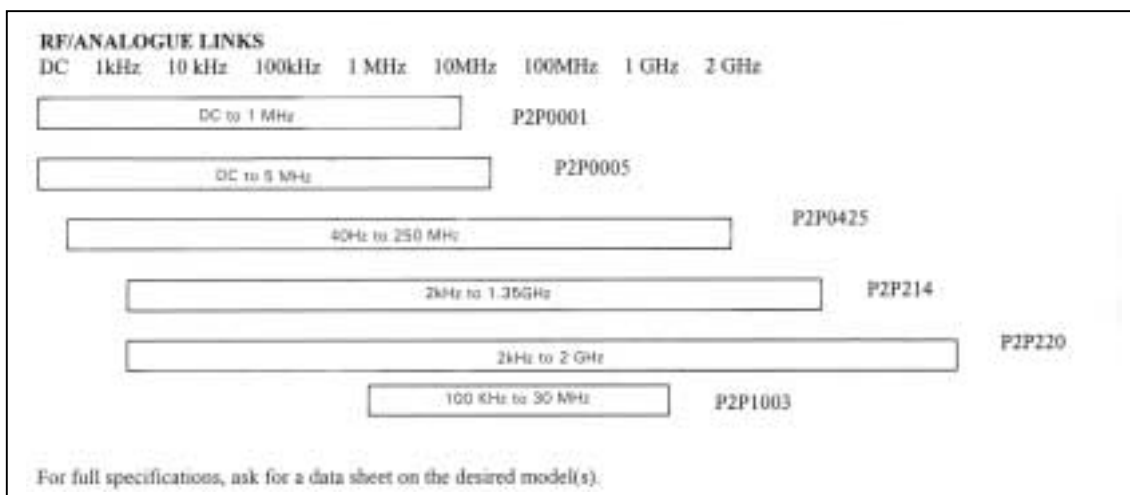 RF/ANALOGUE LINKS
DC 1kHz 10 kHz 100kHz 1 MHz 10MHz 100MHz 1 GHz 2 GHz
DC to 1 MHz P2P0001
DC to 5 MHz P2P0005
40Hz to 250 MHz P2P0425
2kHz to 1.35GHz P2P214
2kHz to 2 GHz P2P220
100 KHz to 30 MHz P2P1003
For full specifications, ask for a data sheet on the desired model(s).